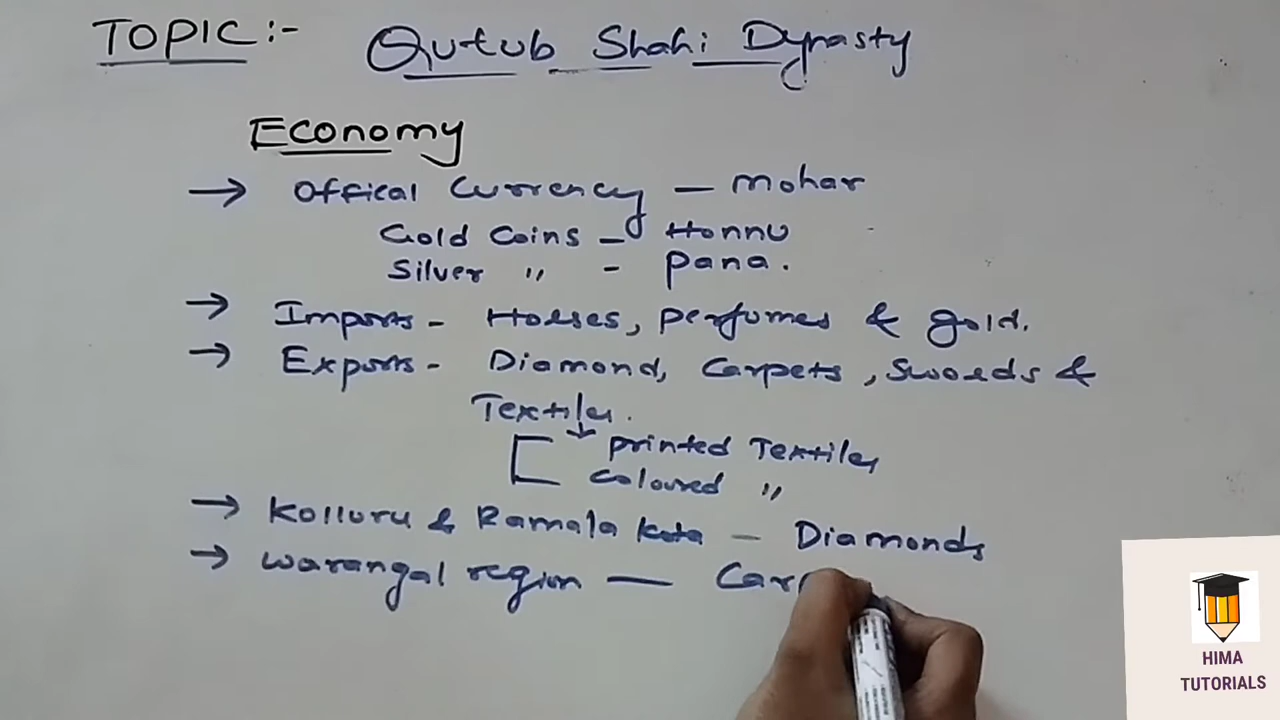 TOPIC:- Qutub Shahi Dynasty
Economy
→ Offical Currency — Mohar
Gold Coins - Honnu
Silver " - pana.
→ Imports - Horses, perfumes & gold.
→ Exports - Diamond, Carpets, Swords &
Textiles.
printed Textiles
Coloured "
→ Kolluru & Ramala kota — Diamonds
→ Warangal region — Carp
HIMA
TUTORIALS